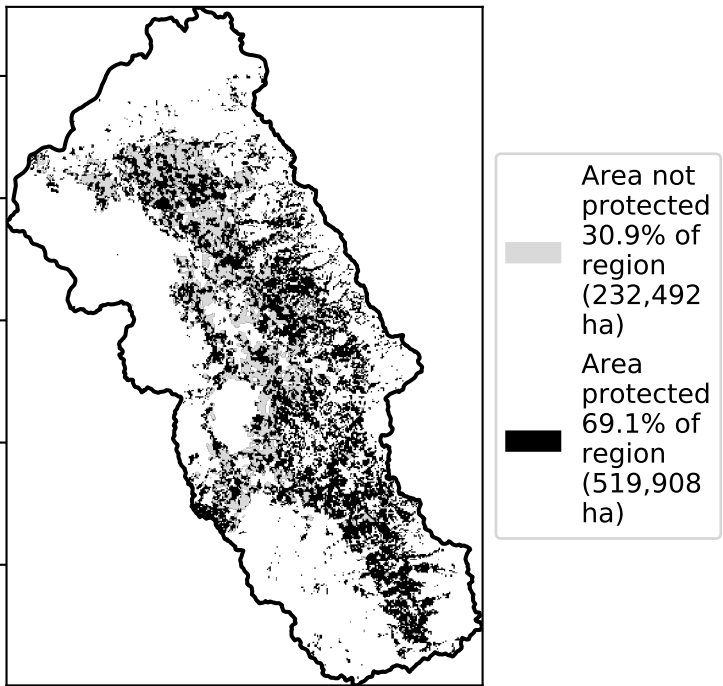 Area not
protected
30.9% of
region
(232,492
ha)
Area
protected
69.1% of
region
(519,908
ha)